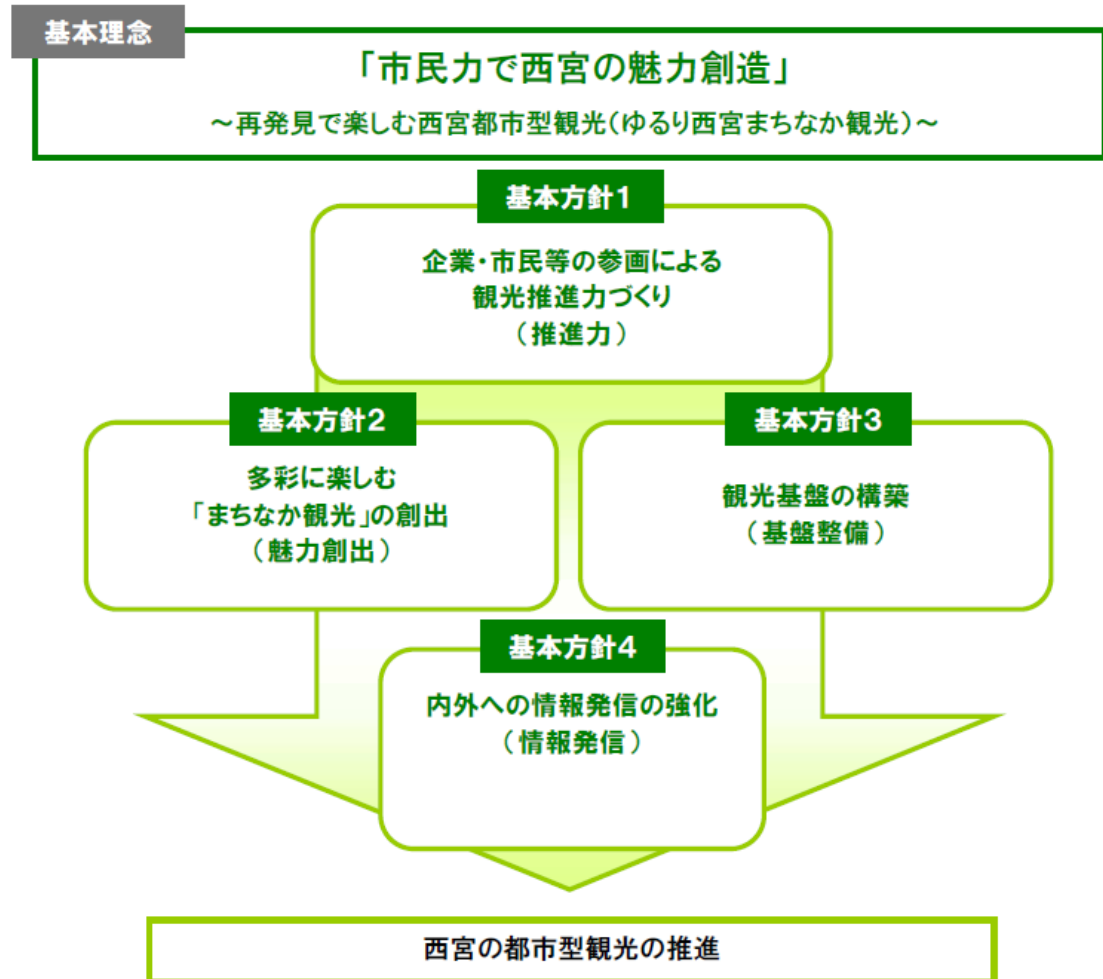 基本理念
「市民力で西宮の魅力創造」
～再発見で楽しむ西宮都市型観光(ゆるり西宮まちなか観光)～
基本方針1
企業・市民等の参画による
観光推進力づくり
（推進力）
基本方針2
多彩に楽しむ
「まちなか観光」の創出
（魅力創出）
基本方針3
観光基盤の構築
（基盤整備）
基本方針4
内外への情報発信の強化
（情報発信）
西宮の都市型観光の推進